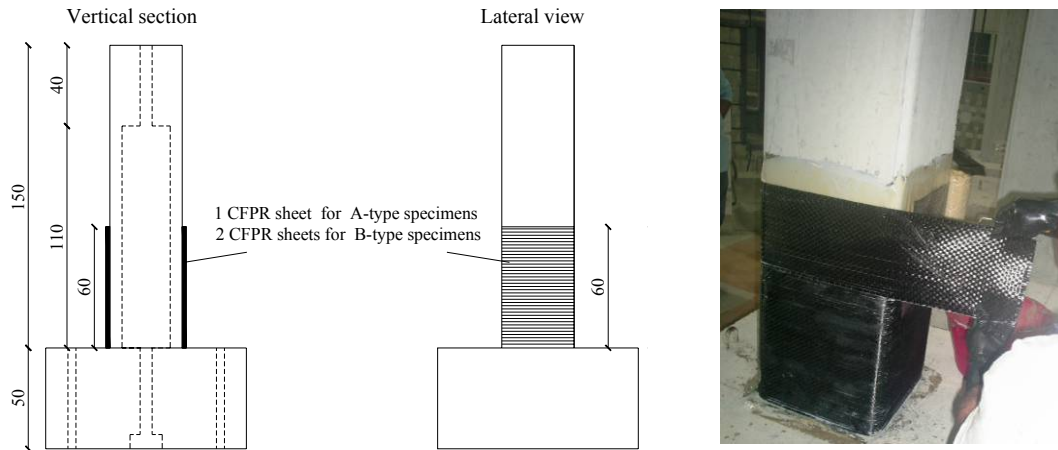 Vertical section
Lateral view
40
150
110
60
50
1 CFPR sheet for A-type specimens
2 CFPR sheets for B-type specimens
60